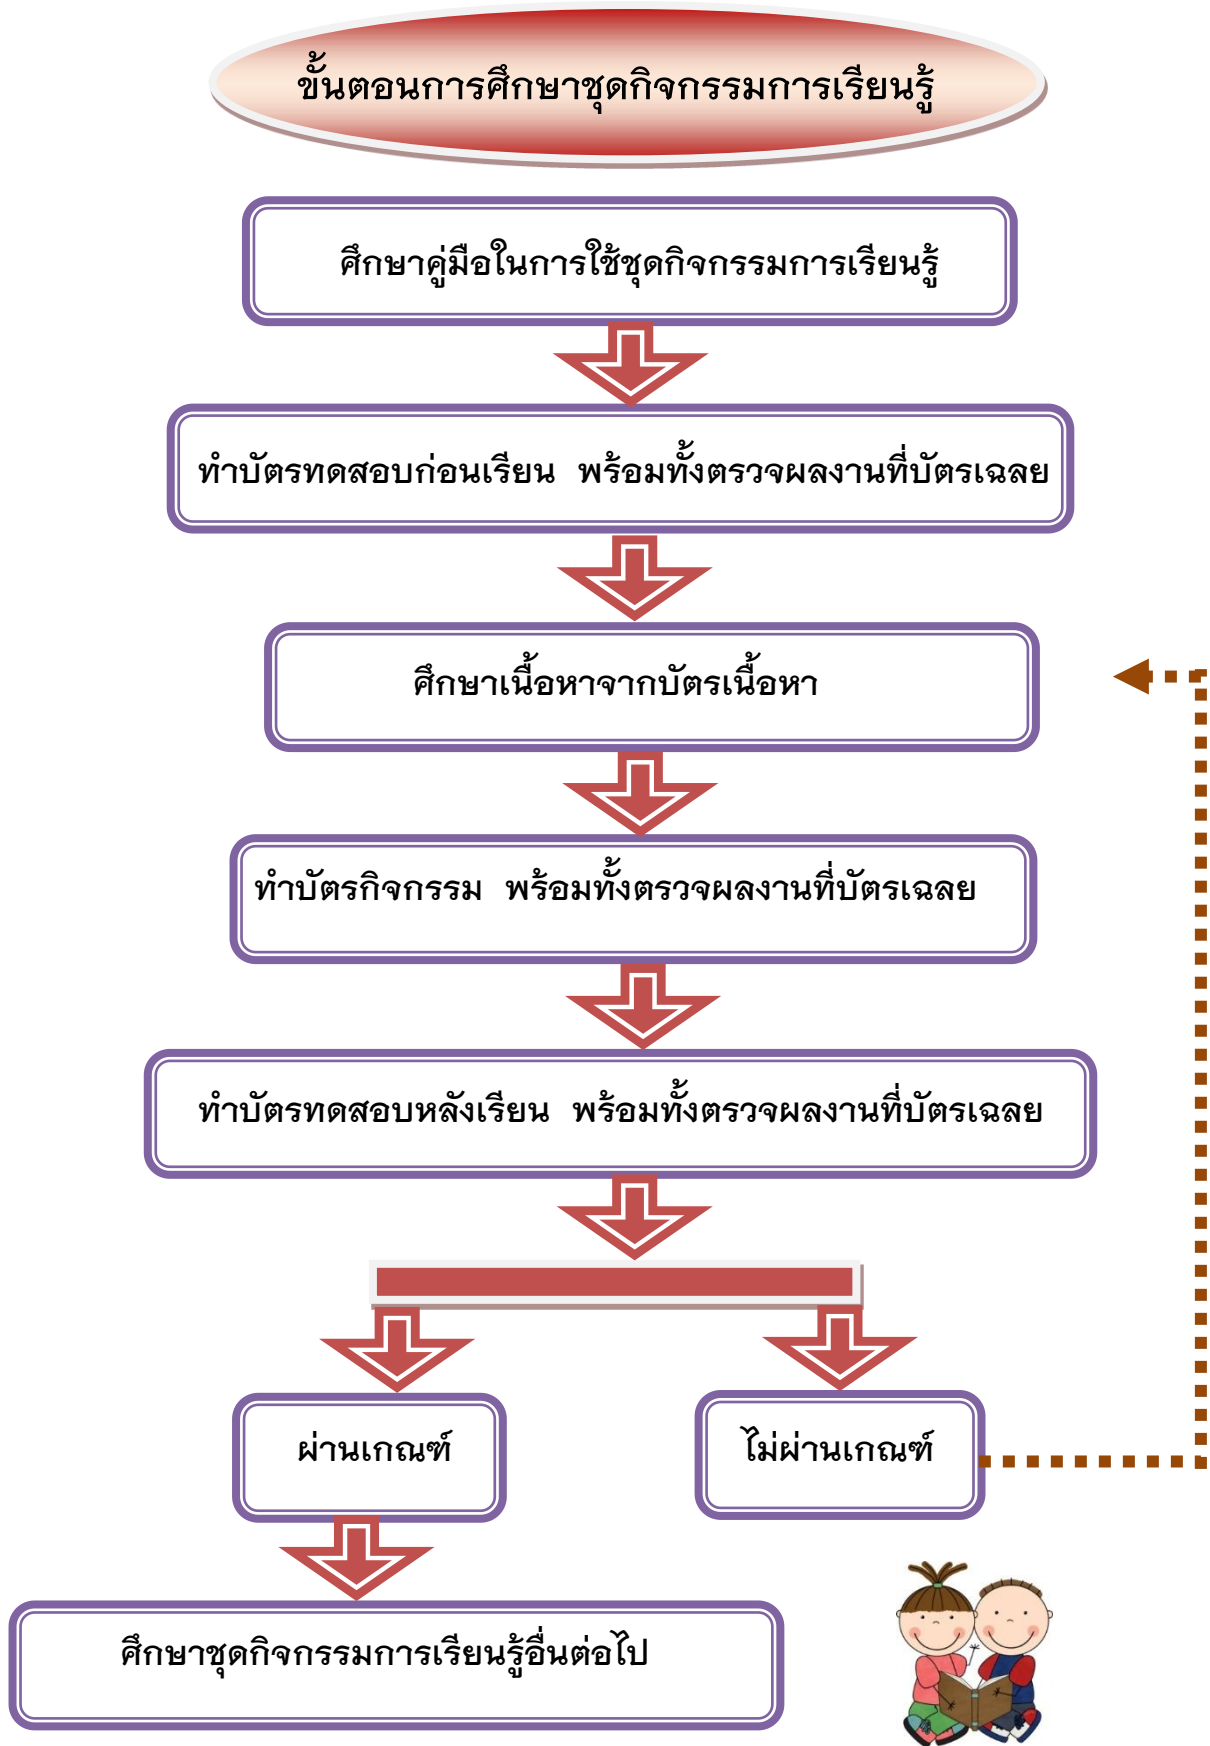 ขั้นตอนการศึกษาชุดกิจกรรมการเรียนรู้
ศึกษาคู่มือในการใช้ชุดกิจกรรมการเรียนรู้
ทำบัตรทดสอบก่อนเรียน พร้อมทั้งตรวจผลงานที่บัตรเฉลย
ศึกษาเนื้อหาจากบัตรเนื้อหา
ทำบัตรกิจกรรม พร้อมทั้งตรวจผลงานที่บัตรเฉลย
ทำบัตรทดสอบหลังเรียน พร้อมทั้งตรวจผลงานที่บัตรเฉลย
ผ่านเกณฑ์
ไม่ผ่านเกณฑ์
ศึกษาชุดกิจกรรมการเรียนรู้อื่นต่อไป